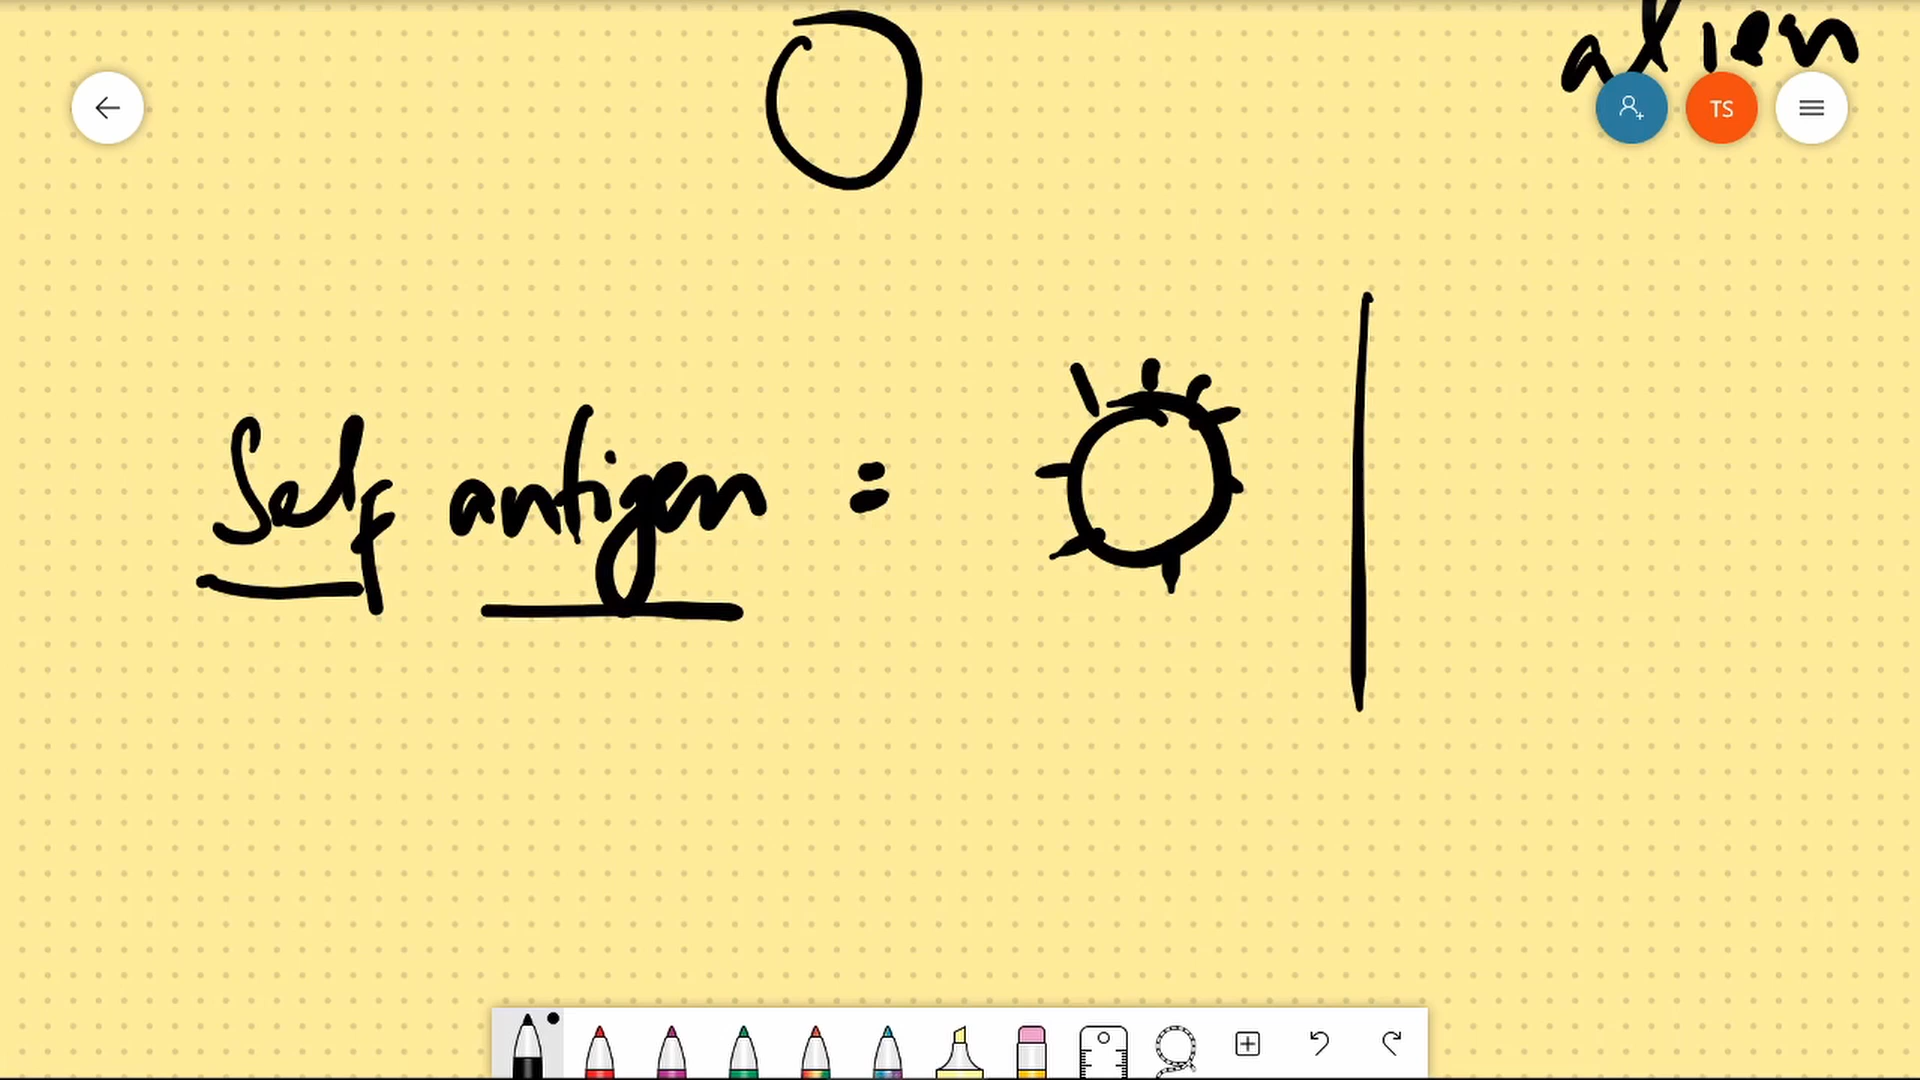 alien
TS
Self antigen =